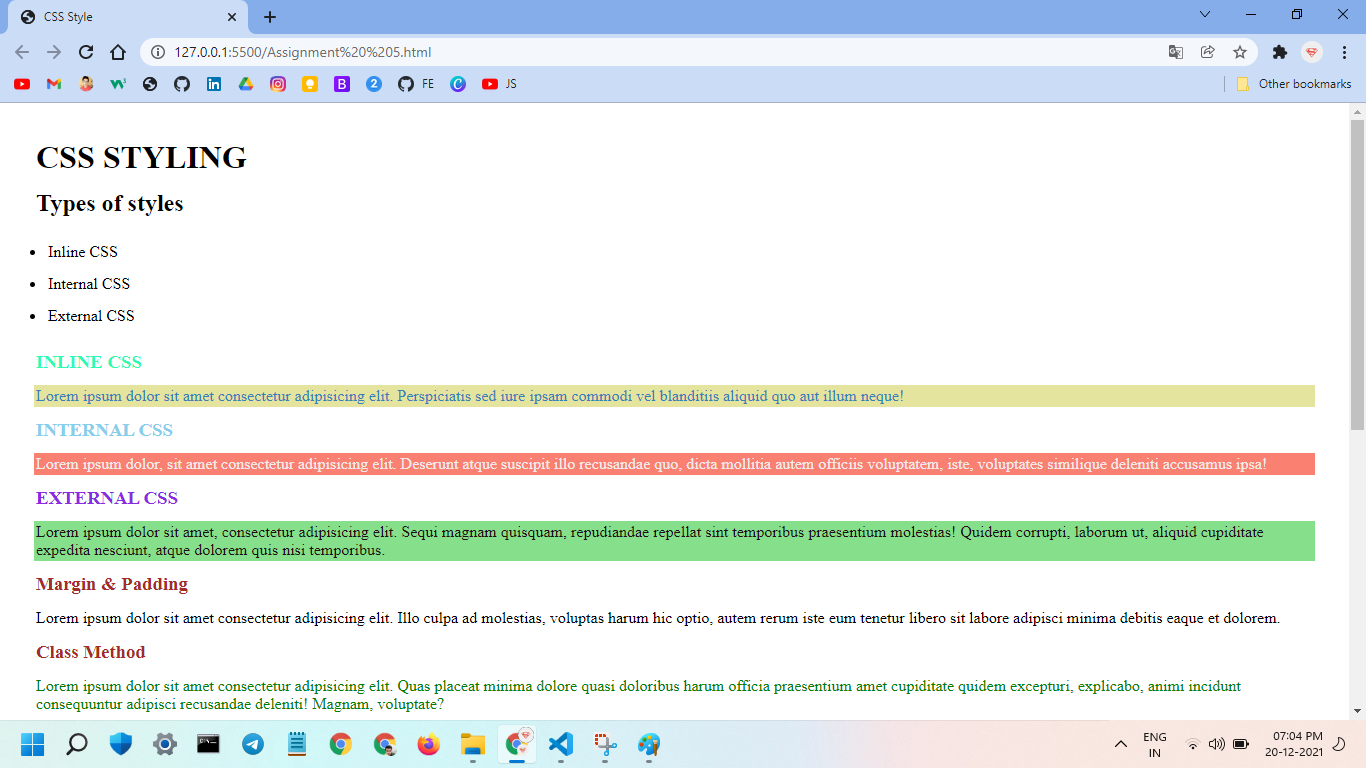 CSS Style
127.0.0.1:5500/Assignment%20%205.html
FE
JS
Other bookmarks
CSS STYLING
Types of styles
Inline CSS
Internal CSS
External CSS
INLINE CSS
Lorem ipsum dolor sit amet consectetur adipisicing elit. Perspiciatis sed iure ipsam commodi vel blanditiis aliquid quo aut illum neque!
INTERNAL CSS
Lorem ipsum dolor, sit amet consectetur adipisicing elit. Deserunt atque suscipit illo recusandae quo, dicta mollitia autem officiis voluptatem, iste, voluptates similique deleniti accusamus ipsa!
EXTERNAL CSS
Lorem ipsum dolor sit amet, consectetur adipisicing elit. Sequi magnam quisquam, repudiandae repellat sint temporibus praesentium molestias! Quidem corrupti, laborum ut, aliquid cupiditate
expedita nesciunt, atque dolorem quis nisi temporibus.
Margin & Padding
Lorem ipsum dolor sit amet consectetur adipisicing elit. Illo culpa ad molestias, voluptas harum hic optio, autem rerum iste eum tenetur libero sit labore adipisci minima debitis eaque et dolorem.
Class Method
Lorem ipsum dolor sit amet consectetur adipisicing elit. Quas placeat minima dolore quasi doloribus harum officia praesentium amet cupiditate quidem excepturi, explicabo, animi incidunt
consequuntur adipisci recusandae deleniti! Magnam, voluptate?
ENG
IN
07:04 PM
20-12-2021